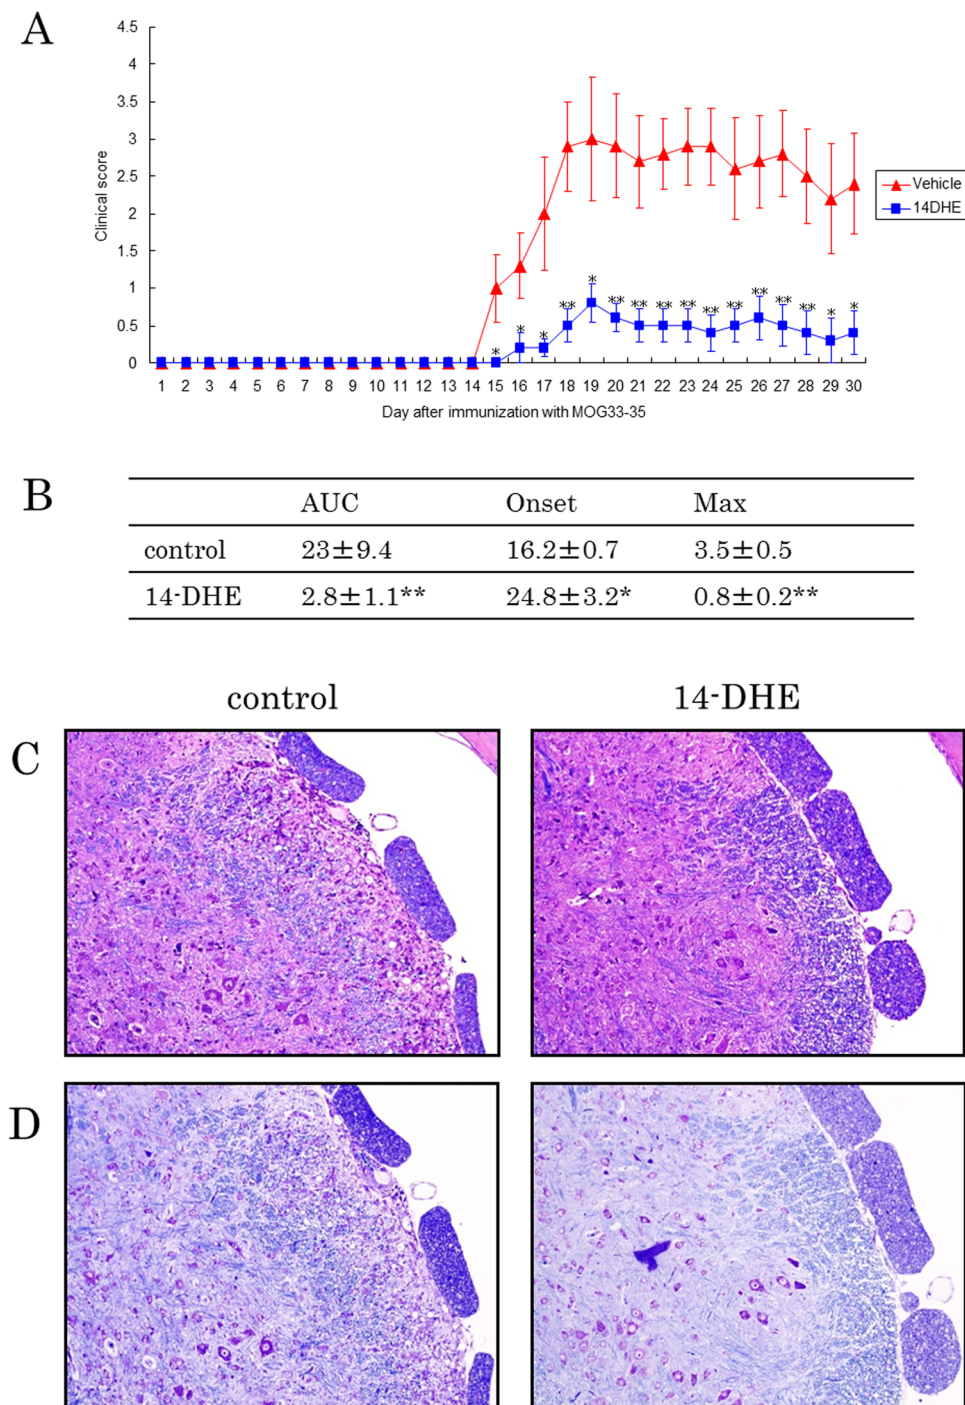 A
4.5
4
3.5
3
2.5
2
1.5
1
0.5
0
Clinical score
* * * ** * ** ** ** ** ** ** ** ** ** * *
1 2 3 4 5 6 7 8 9 10 11 12 13 14 15 16 17 18 19 20 21 22 23 24 25 26 27 28 29 30
Day after immunization with MOG33-35
Vehicle
14DHE
B
AUC Onset Max
control 23±9.4 16.2±0.7 3.5±0.5
14-DHE 2.8±1.1** 24.8±3.2* 0.8±0.2**
control 14-DHE
C
D